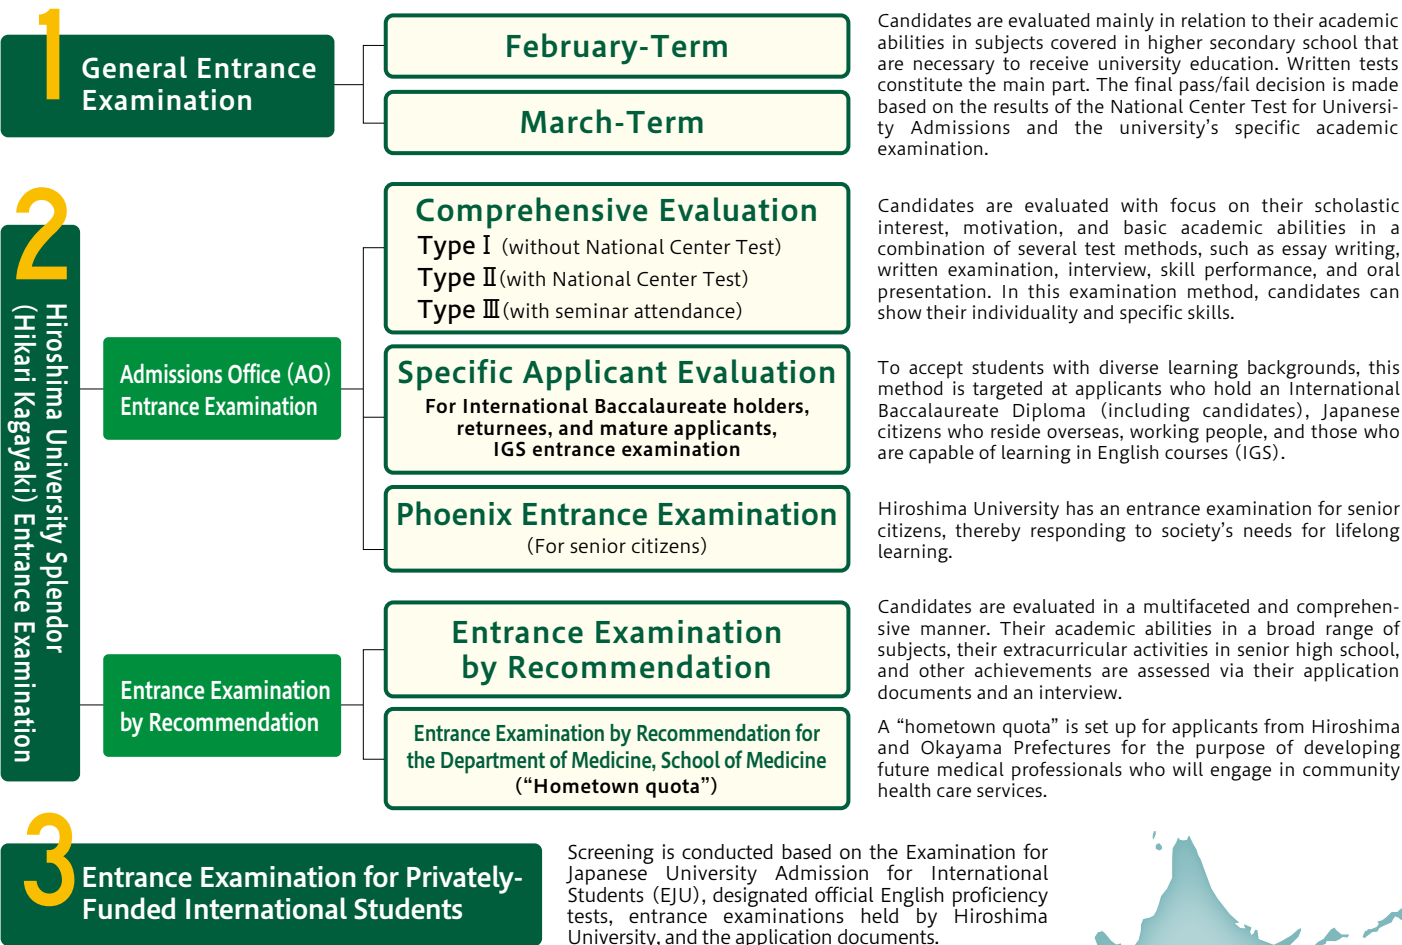 1
General Entrance
Examination
February-Term
March-Term
Candidates are evaluated mainly in relation to their academic
abilities in subjects covered in higher secondary school that
are necessary to receive university education. Written tests
constitute the main part. The final pass/fail decision is made
based on the results of the National Center Test for Universi-
ty Admissions and the university’s specific academic
examination.
2
Hiroshima University Splendor
(Hikari Kagayaki) Entrance Examination
Admissions Office (AO)
Entrance Examination
Comprehensive Evaluation
Type Ⅰ (without National Center Test)
Type Ⅱ (with National Center Test)
Type Ⅲ (with seminar attendance)
Candidates are evaluated with focus on their scholastic
interest, motivation, and basic academic abilities in a
combination of several test methods, such as essay writing,
written examination, interview, skill performance, and oral
presentation. In this examination method, candidates can
show their individuality and specific skills.
Specific Applicant Evaluation
For International Baccalaureate holders,
returnees, and mature applicants,
IGS entrance examination
To accept students with diverse learning backgrounds, this
method is targeted at applicants who hold an International
Baccalaureate Diploma (including candidates), Japanese
citizens who reside overseas, working people, and those who
are capable of learning in English courses (IGS).
Phoenix Entrance Examination
(For senior citizens)
Hiroshima University has an entrance examination for senior
citizens, thereby responding to society’s needs for lifelong
learning.
Entrance Examination
by Recommendation
Entrance Examination
by Recommendation
Candidates are evaluated in a multifaceted and comprehen-
sive manner. Their academic abilities in a broad range of
subjects, their extracurricular activities in senior high school,
and other achievements are assessed via their application
documents and an interview.
Entrance Examination by Recommendation for
the Department of Medicine, School of Medicine
(“Hometown quota”)
A “hometown quota” is set up for applicants from Hiroshima
and Okayama Prefectures for the purpose of developing
future medical professionals who will engage in community
health care services.
3
Entrance Examination for Privately-
Funded International Students
Screening is conducted based on the Examination for
Japanese University Admission for International
Students (EJU), designated official English proficiency
tests, entrance examinations held by Hiroshima
University, and the application documents.